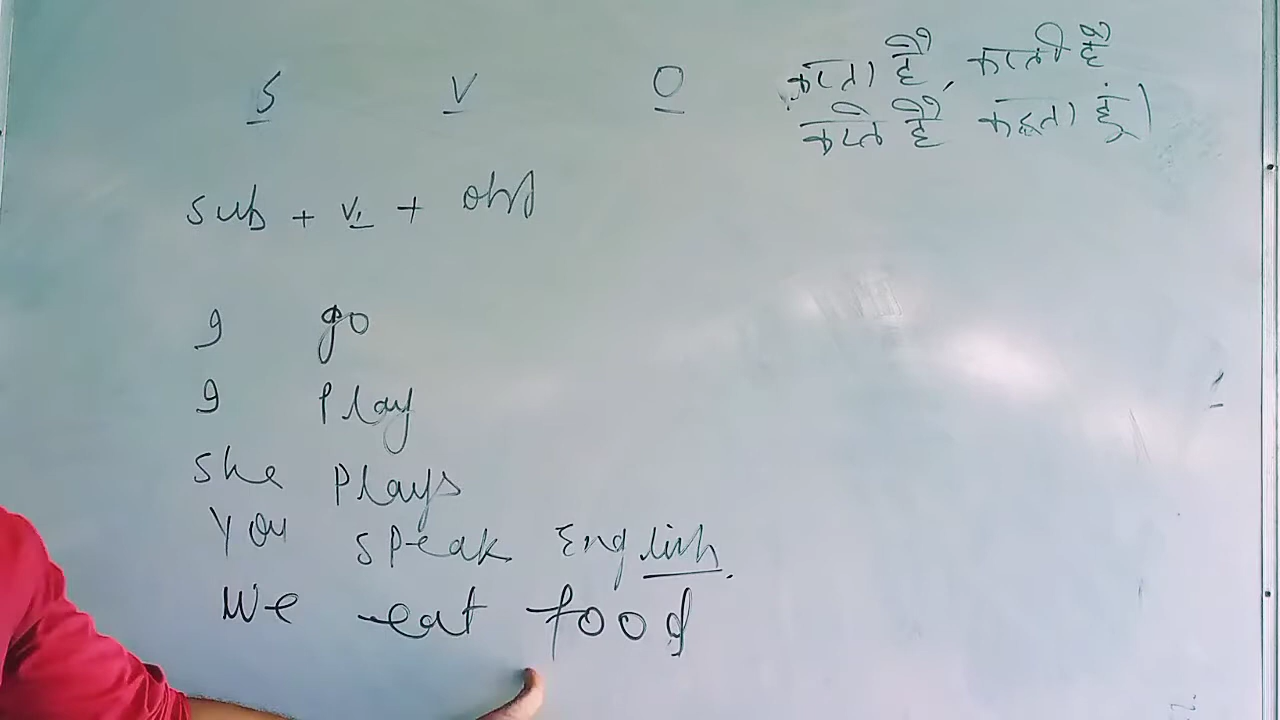 S V O
करता है, करती है
करते है करता हूं।
sub + V1 + obj
I go
I Play
She Plays
You speak English.
We eat food